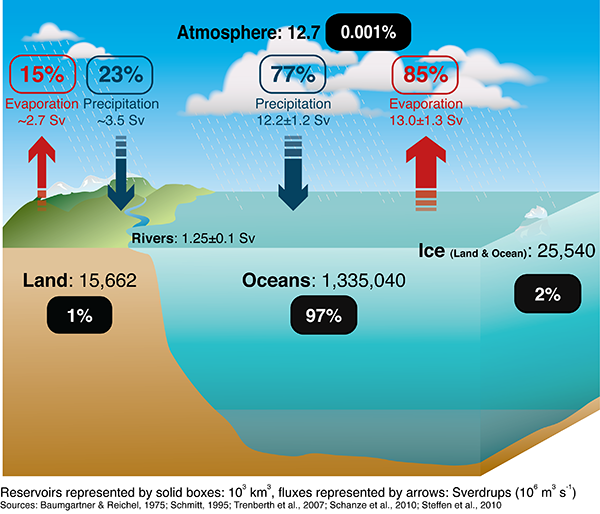 Atmosphere: 12.7 0.001%
15% 23% 77% 85%
Evaporation Precipitation Precipitation Evaporation
~2.7 Sv ~3.5 Sv 12.2±1.2 Sv 13.0±1.3 Sv
Rivers: 1.25±0.1 Sv
Ice (Land & Ocean): 25,540
Land: 15,662 Oceans: 1,335,040
2%
1% 97%
Reservoirs represented by solid boxes: 10³ km³, fluxes represented by arrows: Sverdrups (10⁶ m³ s⁻¹)
Sources: Baumgartner & Reichel, 1975; Schmitt, 1995; Trenberth et al., 2007; Schanze et al., 2010; Steffen et al., 2010